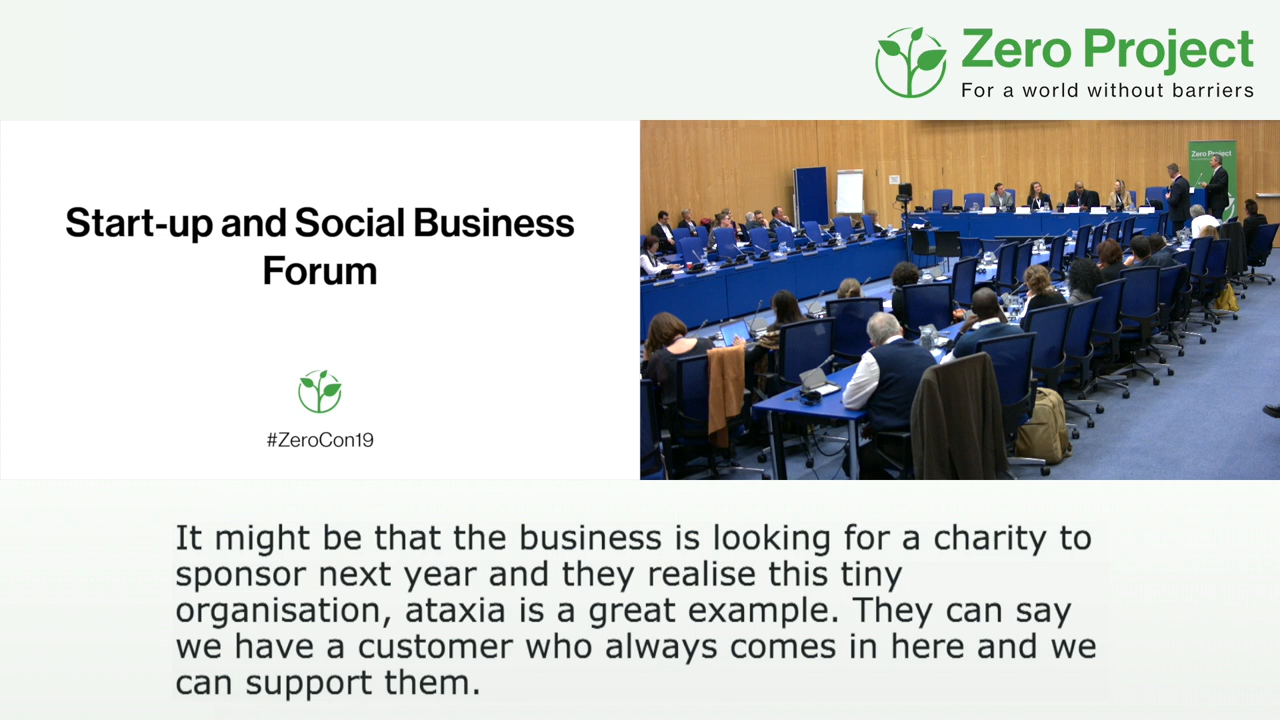 Zero Project
For a world without barriers
Start-up and Social Business
Forum
#ZeroCon19
Zero Project
It might be that the business is looking for a charity to
sponsor next year and they realise this tiny
organisation, ataxia is a great example. They can say
we have a customer who always comes in here and we
can support them.